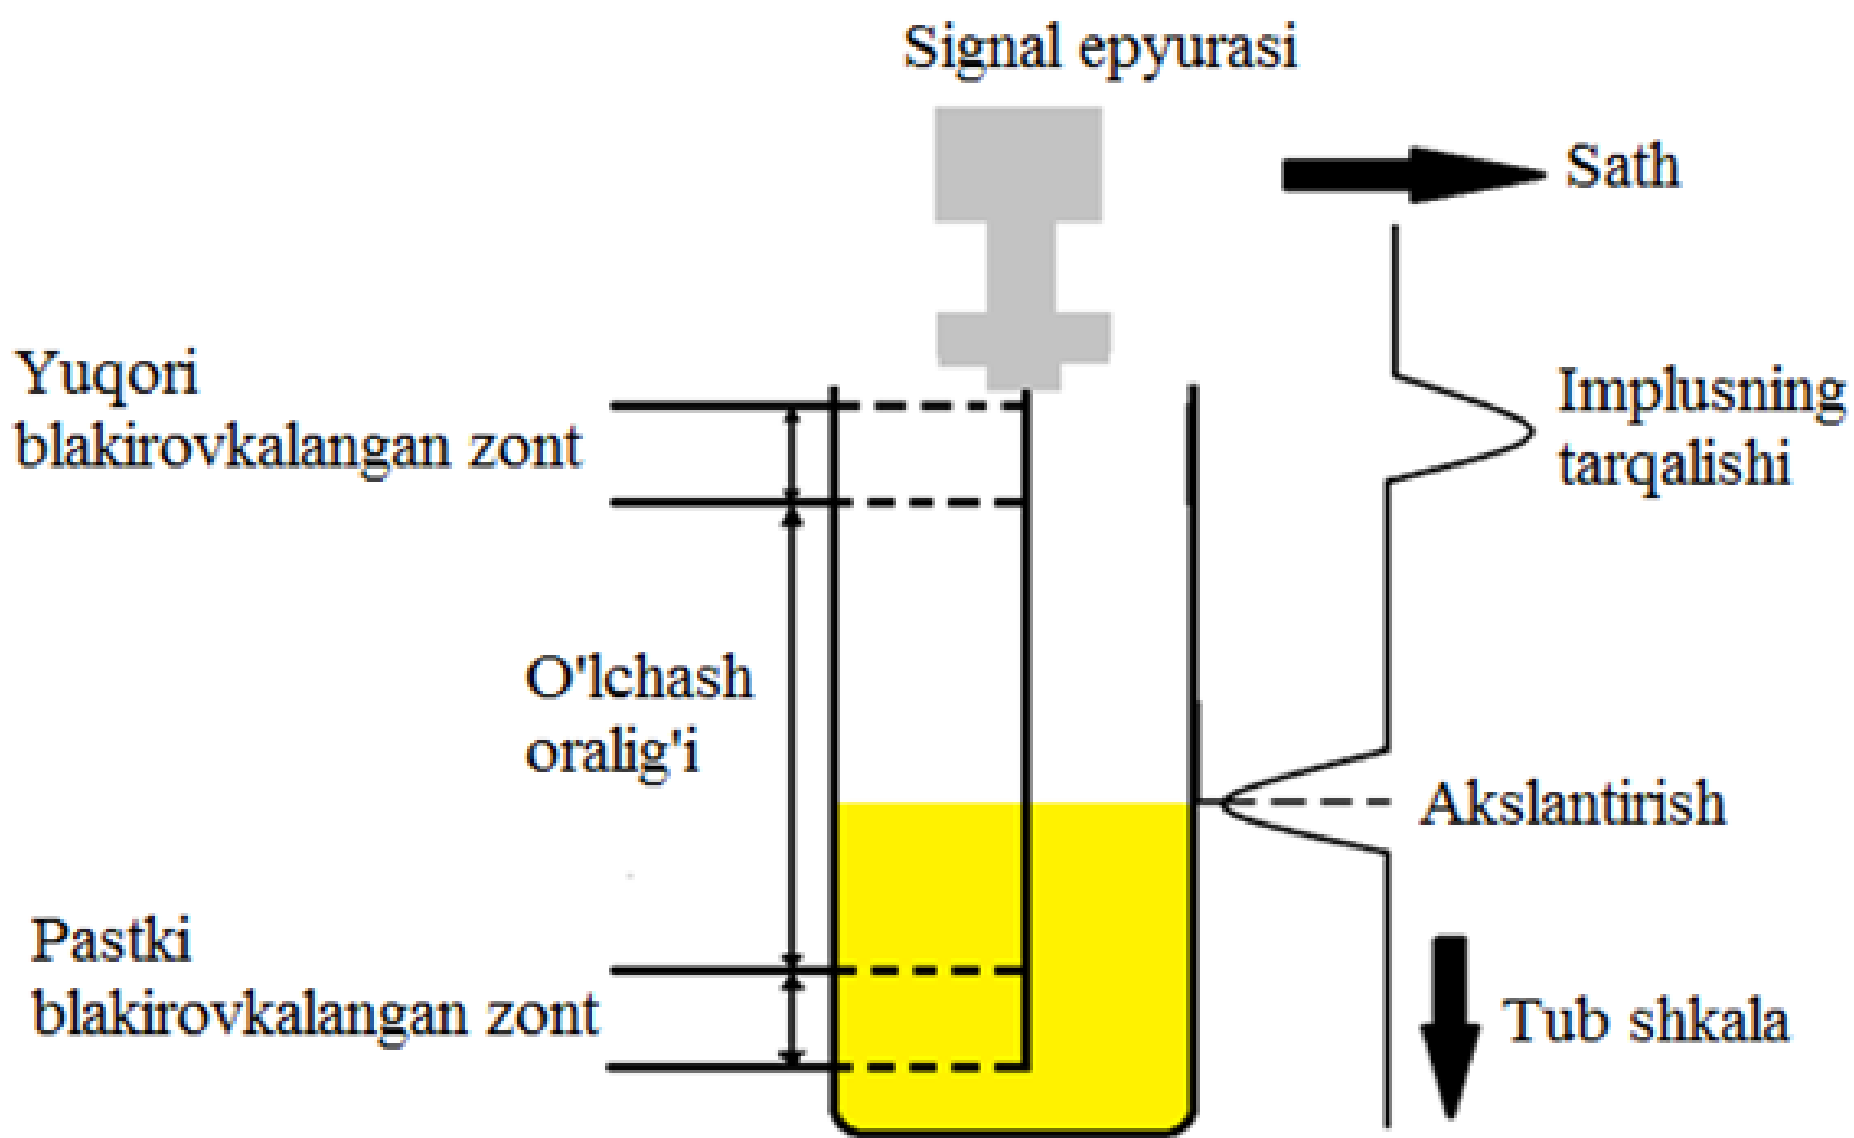 Signal epyurasi
Sath
Yuqori
blakirovkalangan zont
Implusning
tarqalishi
O'lchash
oralig'i
Akslantirish
Pastki
blakirovkalangan zont
Tub shkala